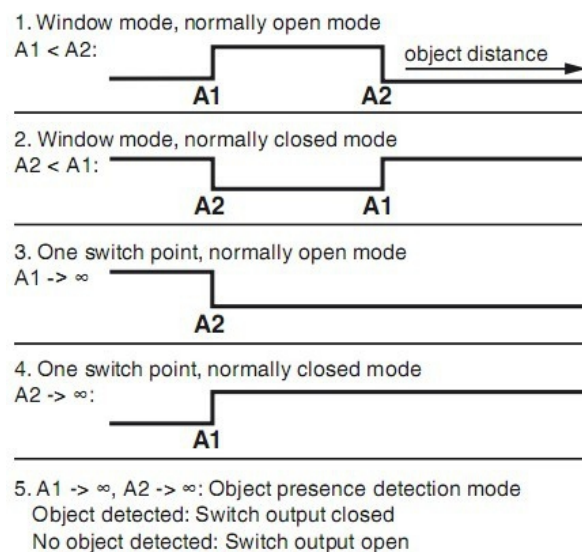 1. Window mode, normally open mode
A1 < A2:
object distance
A1 A2
2. Window mode, normally closed mode
A2 < A1:
A2 A1
3. One switch point, normally open mode
A1 -> ∞
A2
4. One switch point, normally closed mode
A2 -> ∞:
A1
5. A1 -> ∞, A2 -> ∞: Object presence detection mode
Object detected: Switch output closed
No object detected: Switch output open